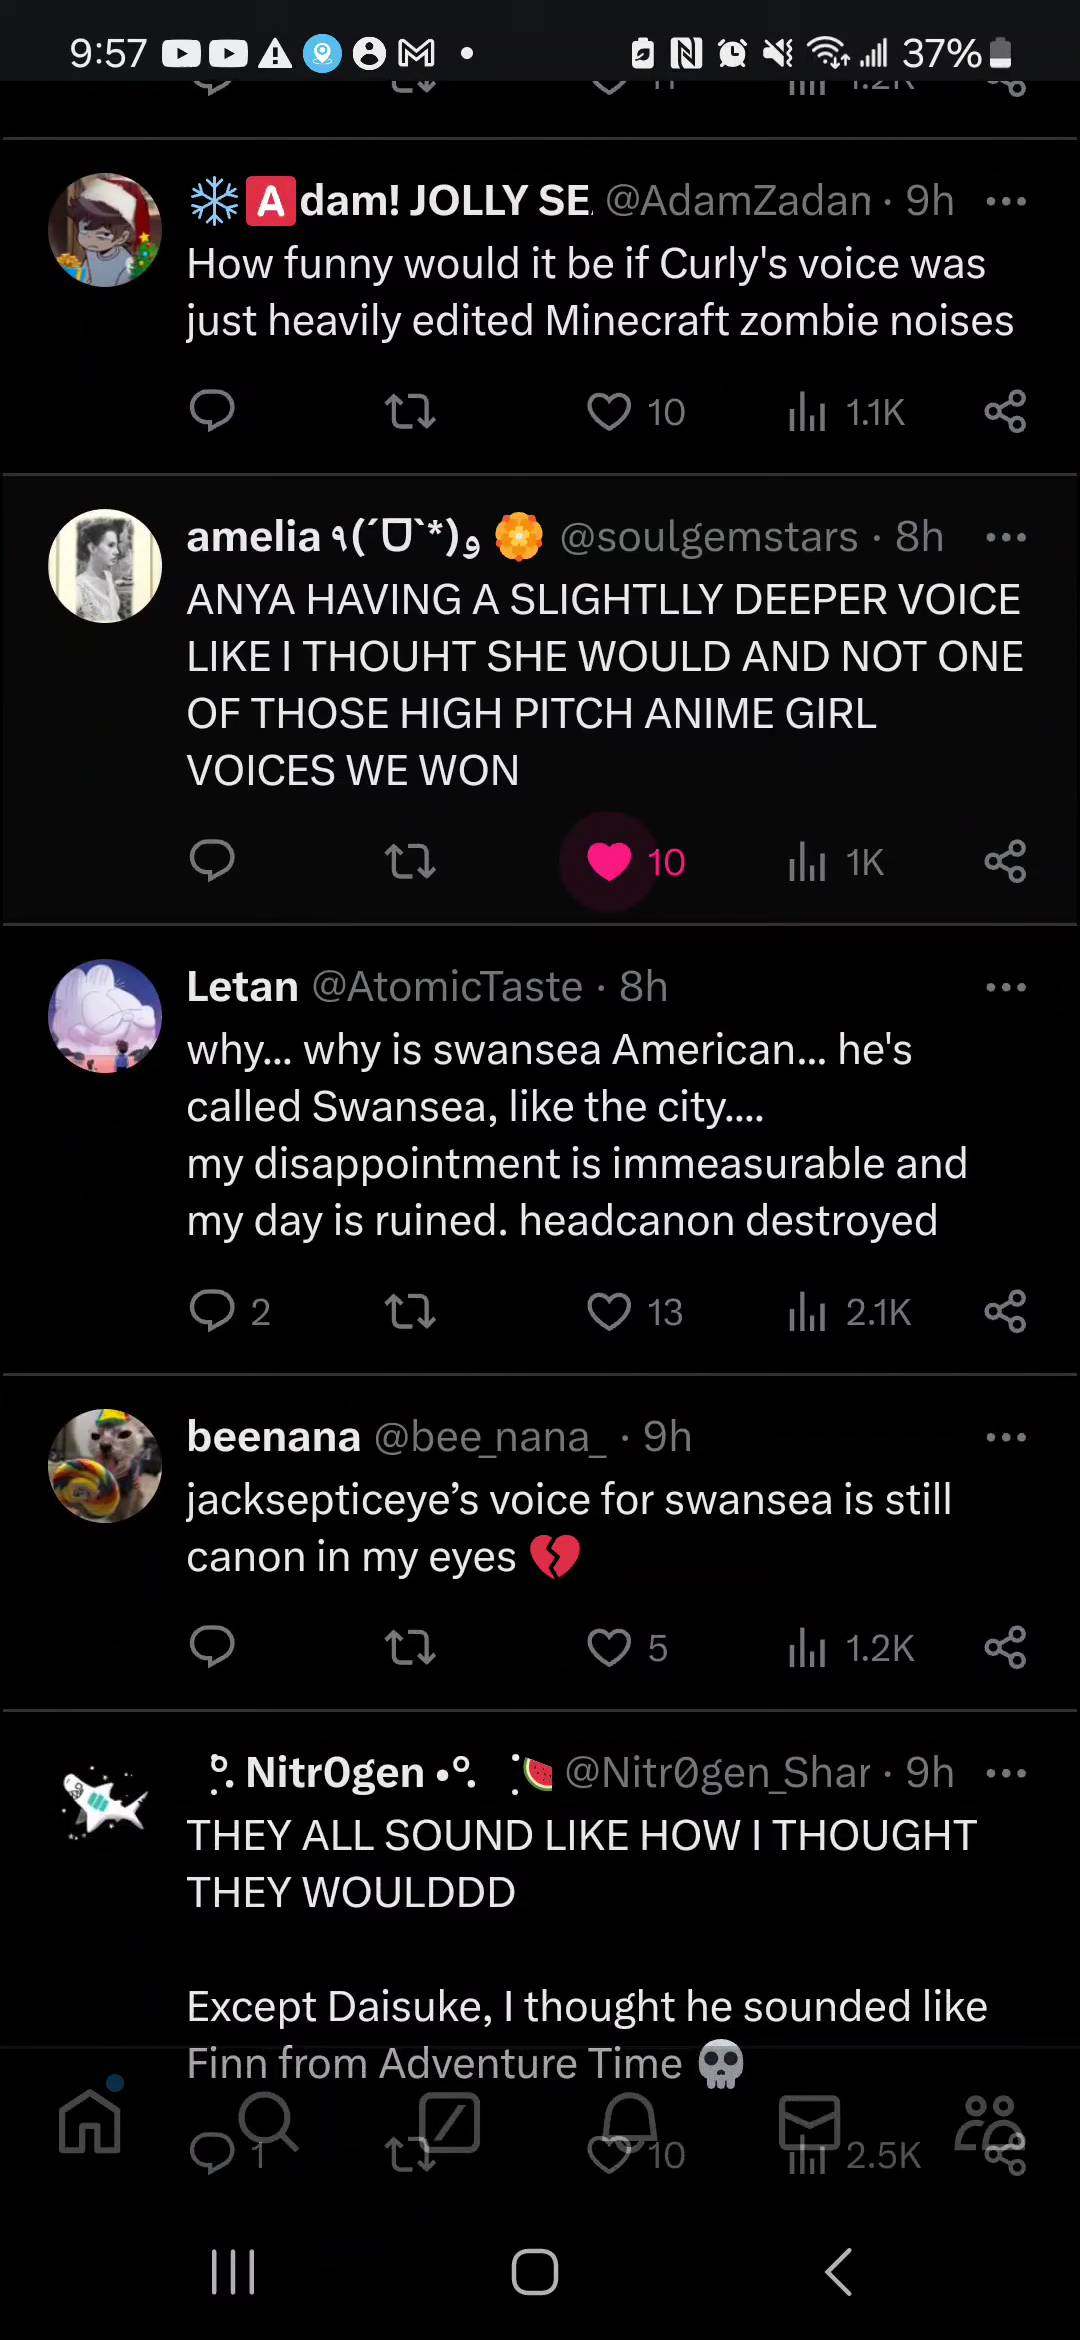 9:57 37%
11 1.2K
❄️🅰️dam! JOLLY SE @AdamZadan · 9h
How funny would it be if Curly's voice was
just heavily edited Minecraft zombie noises
10 1.1K
amelia ٩(ˊᗜˋ*)و 🏵️ @soulgemstars · 8h
ANYA HAVING A SLIGHTLLY DEEPER VOICE
LIKE I THOUHT SHE WOULD AND NOT ONE
OF THOSE HIGH PITCH ANIME GIRL
VOICES WE WON
10 1K
Letan @AtomicTaste · 8h
why... why is swansea American... he's
called Swansea, like the city....
my disappointment is immeasurable and
my day is ruined. headcanon destroyed
2 13 2.1K
beenana @bee_nana_ · 9h
jacksepticeye’s voice for swansea is still
canon in my eyes 💔
5 1.2K
Nitr0gen •°. 🍉 @Nitr0gen_Shar · 9h
THEY ALL SOUND LIKE HOW I THOUGHT
THEY WOULDDD
Except Daisuke, I thought he sounded like
Finn from Adventure Time 💀
1 10 2.5K